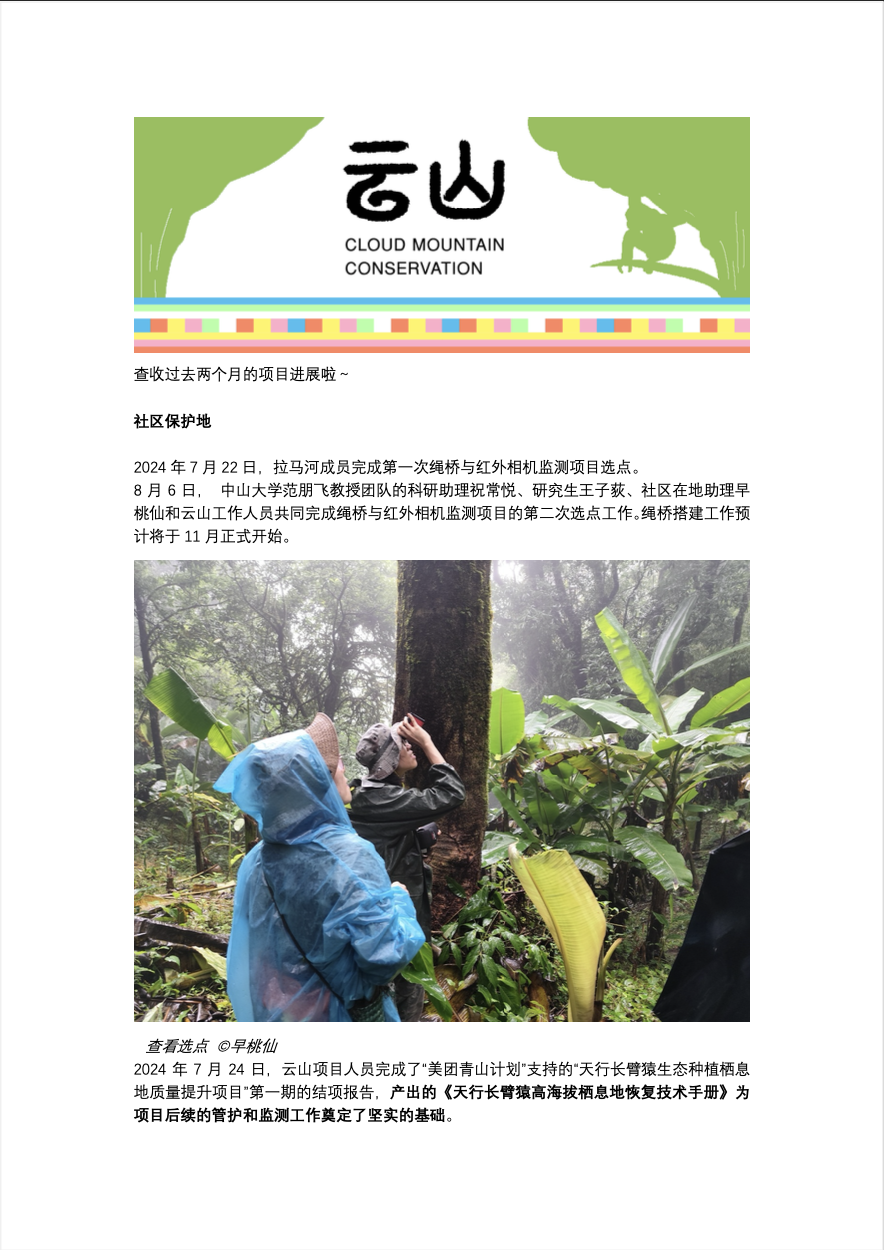 云山
CLOUD MOUNTAIN
CONSERVATION
查收过去两个月的项目进展啦～
社区保护地
2024 年 7 月 22 日，拉马河成员完成第一次绳桥与红外相机监测项目选点。
8 月 6 日， 中山大学范朋飞教授团队的科研助理祝常悦、研究生王子荻、社区在地助理早
桃仙和云山工作人员共同完成绳桥与红外相机监测项目的第二次选点工作。绳桥搭建工作预
计将于 11 月正式开始。
查看选点 ©早桃仙
2024 年 7 月 24 日，云山项目人员完成了“美团青山计划”支持的“天行长臂猿生态种植栖息
地质量提升项目”第一期的结项报告，产出的《天行长臂猿高海拔栖息地恢复技术手册》为
项目后续的管护和监测工作奠定了坚实的基础。